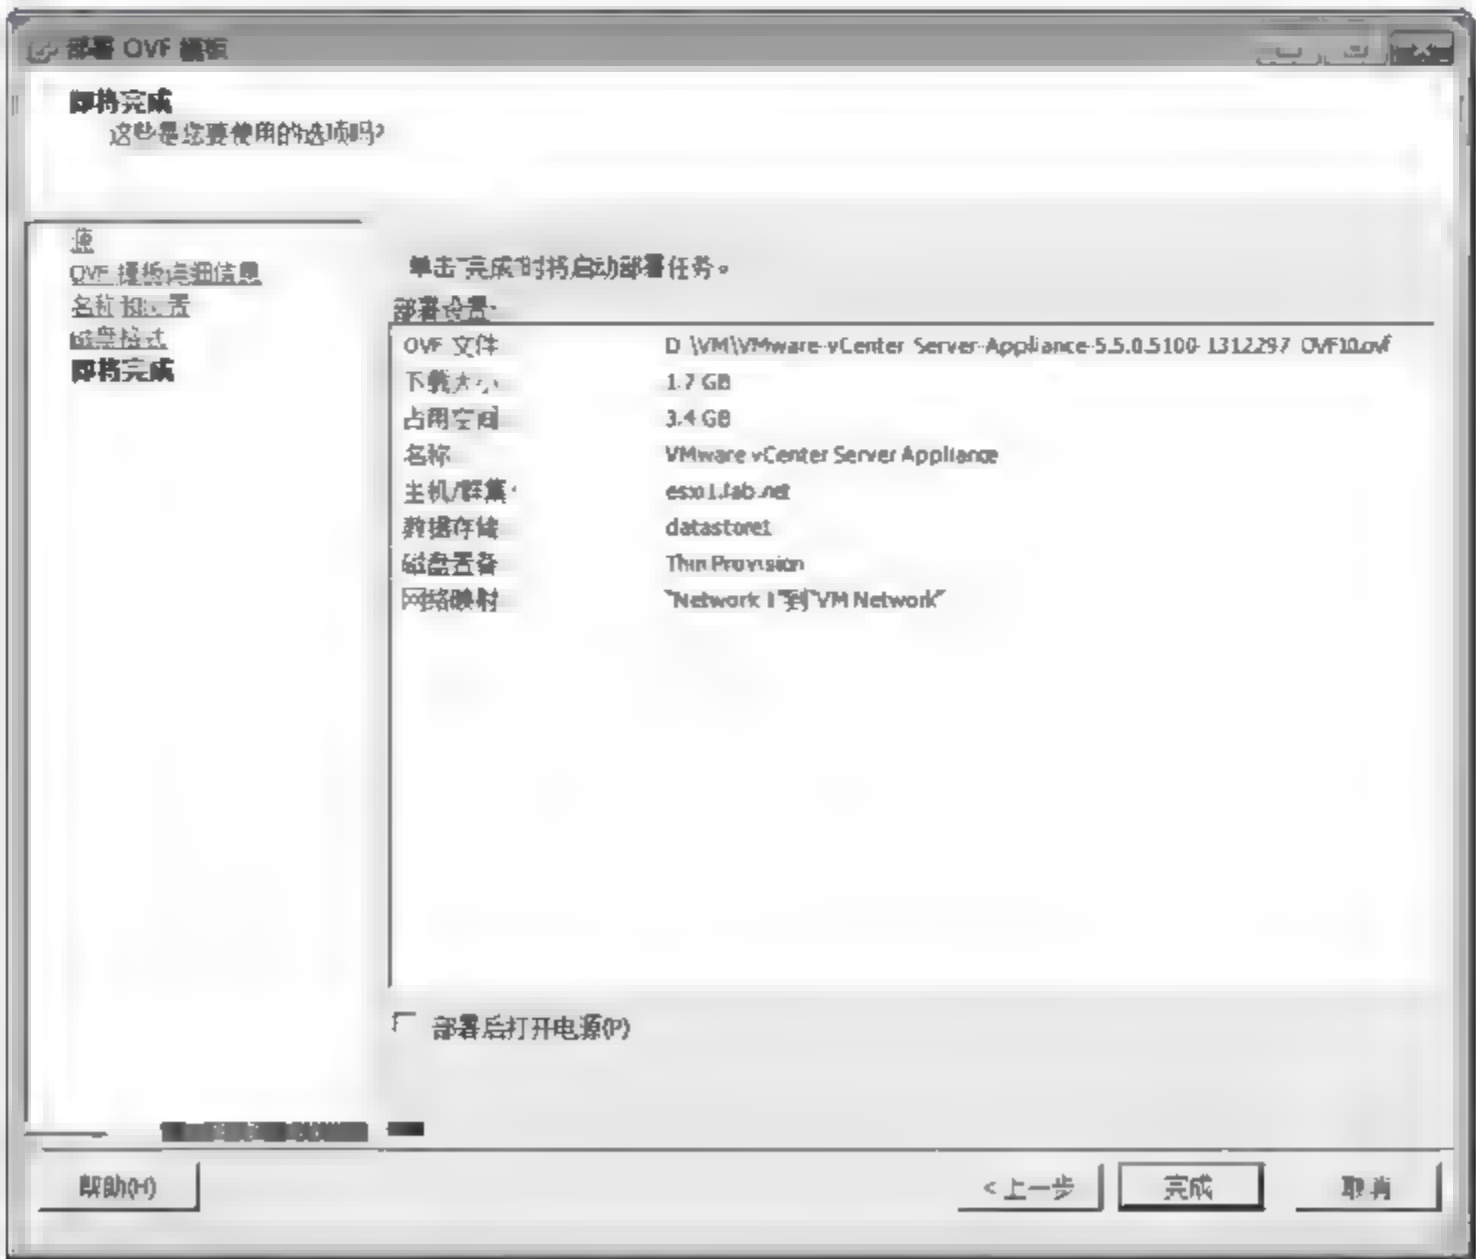 部署 OVF 模板
即将完成
这些是您要使用的选项吗?
源
OVF 模板详细信息
名称和位置
磁盘格式
即将完成
单击"完成"时将启动部署任务。
部署设置:
OVF 文件 D:\VM\VMware-vCenter-Server-Appliance-5.5.0.5100-1312297_OVF10.ovf
下载大小 1.7 GB
占用空间 3.4 GB
名称 VMware vCenter Server Appliance
主机/群集 .lab.net
数据存储 datastore1
磁盘置备 Thin Provision
网络映射 "Network 1"到"VM Network"
部署后打开电源(P)
帮助(H)
<上一步
完成
取消